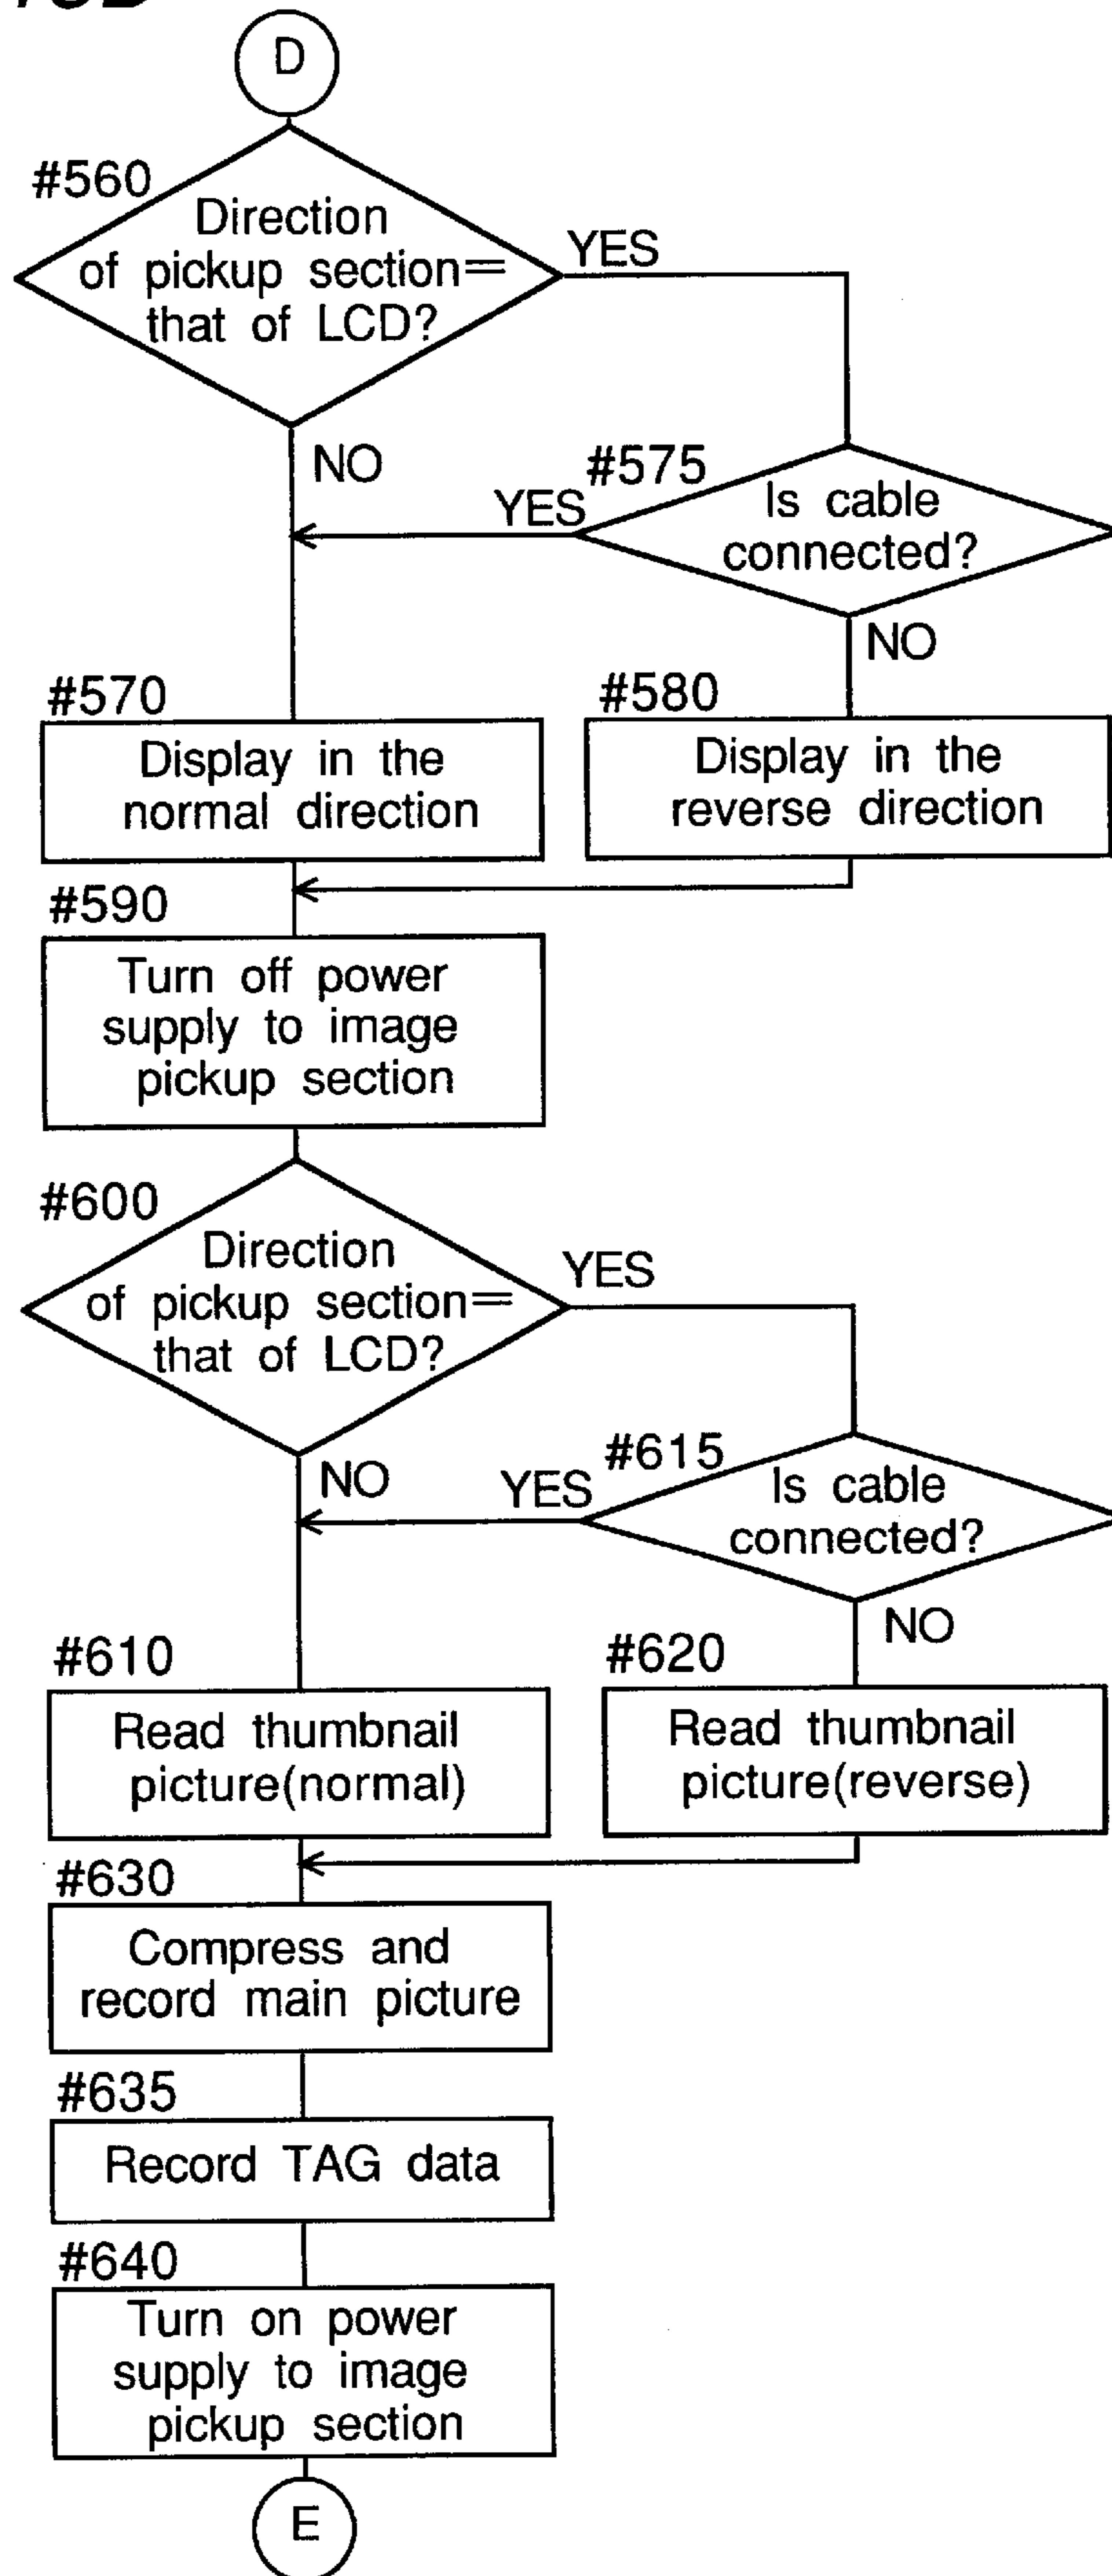 D
#560
Direction
of pickup section=
that of LCD?
YES
NO
#575
YES
Is cable
connected?
NO
#570
Display in the
normal direction
#580
Display in the
reverse direction
#590
Turn off power
supply to image
pickup section
#600
Direction
of pickup section=
that of LCD?
YES
NO
#615
YES
Is cable
connected?
NO
#610
Read thumbnail
picture(normal)
#620
Read thumbnail
picture(reverse)
#630
Compress and
record main picture
#635
Record TAG data
#640
Turn on power
supply to image
pickup section
E